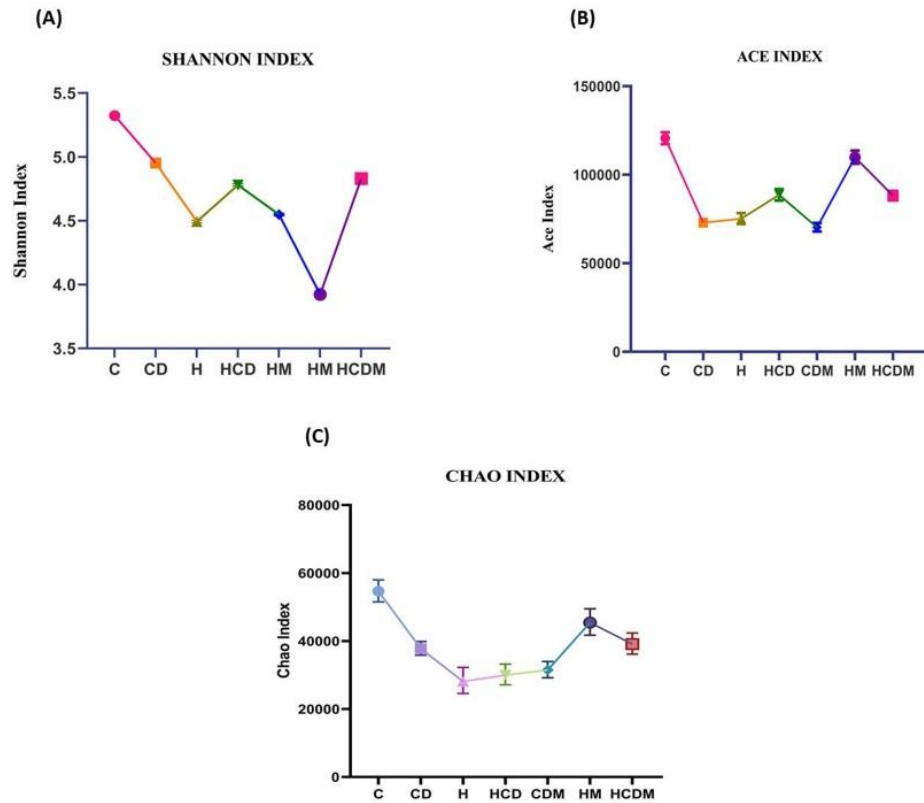 (A)
SHANNON INDEX
5.5
5.0
4.5
4.0
3.5
Shannon Index
C CD H HCD HM HM HCDM
(B)
ACE INDEX
150000
100000
50000
0
Ace Index
C CD H HCD CDM HM HCDM
(C)
CHAO INDEX
80000
60000
40000
20000
0
Chao Index
C CD H HCD CDM HM HCDM